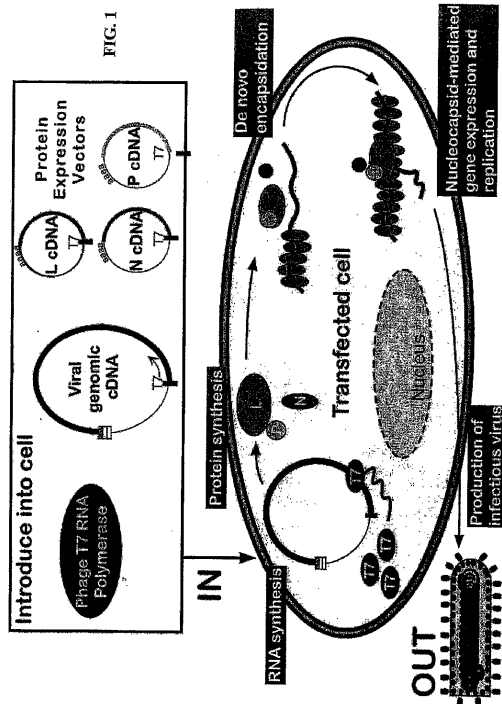 FIG. 1
Introduce into cell
Phage T7 RNA
Polymerase
Viral
genomic
cDNA
T7
L cDNA
T7
N cDNA
T7
Protein
Expression
Vectors
P cDNA
T7
IN
RNA synthesis
Protein synthesis
De novo
encapsidation
L
N
T7
T7
T7
T7
Transfected cell
Nucleus
OUT
Production of
infectious virus
Nucleocapsid-mediated
gene expression and
replication